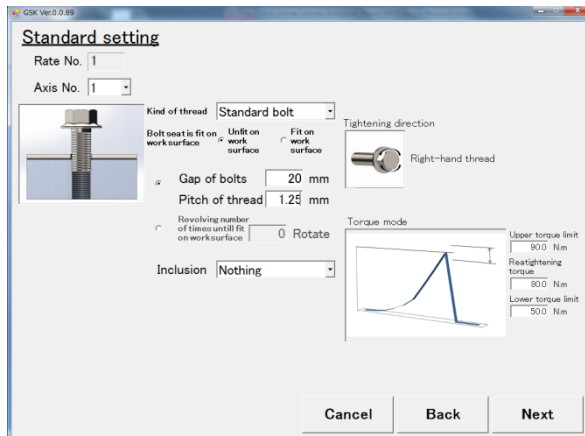 GSK Ver.0.0.89
Standard setting
Rate No. 1
Axis No. 1
Kind of thread Standard bolt
Bolt seat is fit on work surface
Unfit on work surface
Fit on work surface
Gap of bolts 20 mm
Pitch of thread 1.25 mm
Revolving number of times untill fit on work surface 0 Rotate
Inclusion Nothing
Tightening direction
Right-hand thread
Torque mode
Upper torque limit
90.0 N.m
Reatightening torque
80.0 N.m
Lower torque limit
50.0 N.m
Cancel Back Next